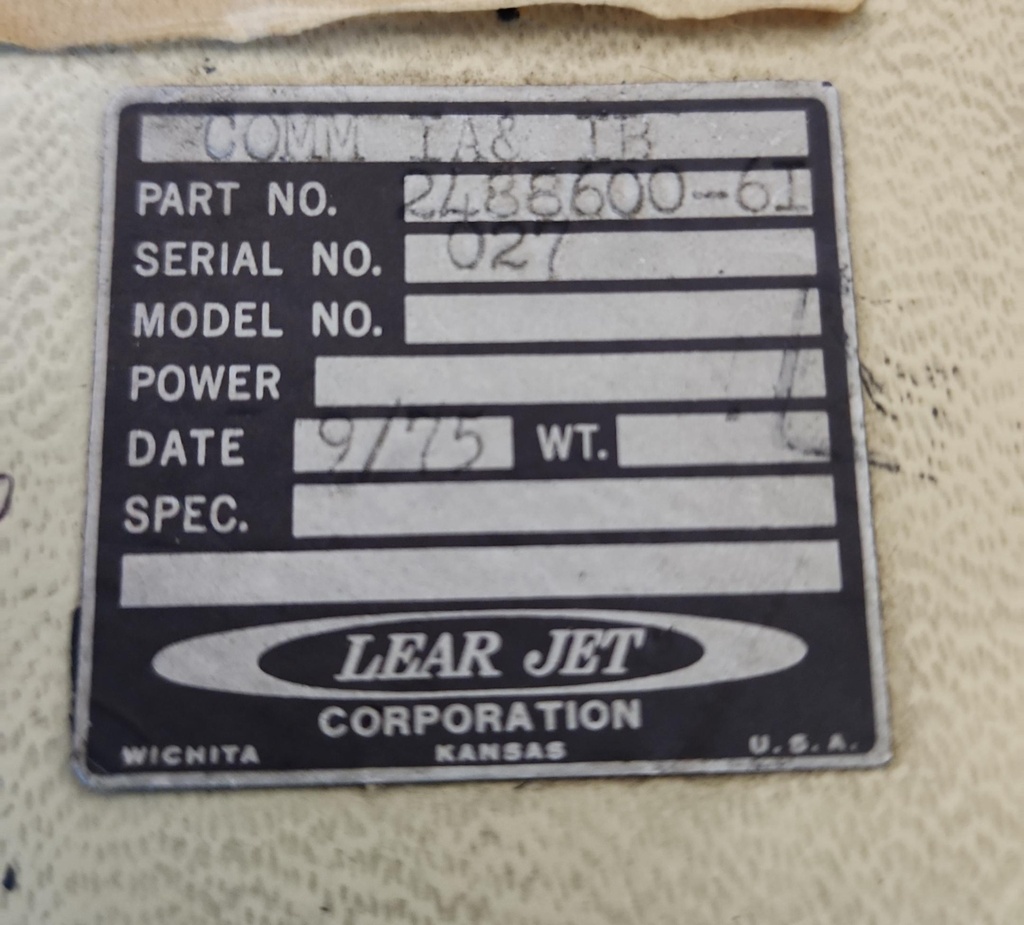 COMM IA& IB
PART NO. 2488600-61
SERIAL NO. 027
MODEL NO.
POWER
DATE 9/75 WT.
SPEC.
LEAR JET
CORPORATION
WICHITA KANSAS U.S.A.